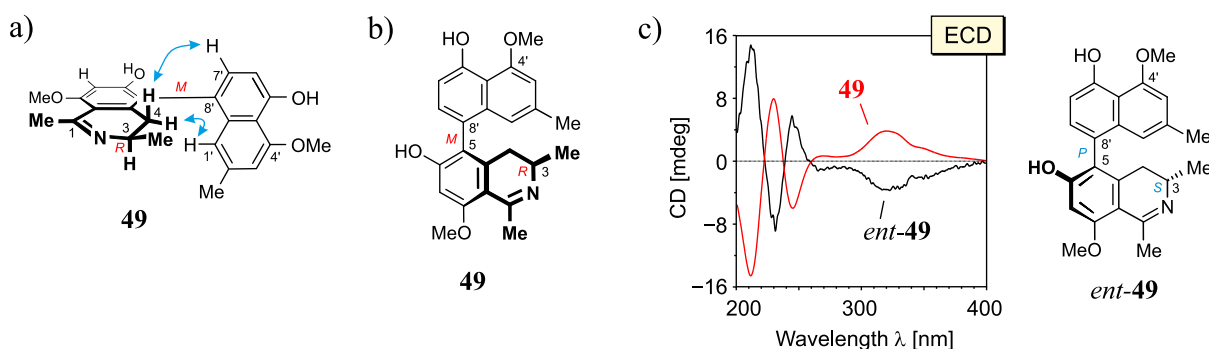 a)
H
7'
H
HO
H
M
MeO
8'
OH
4
H
Me
1
N
3
Me
R
H
H
1'
4'
OMe
Me
49
b)
HO
OMe
4'
8'
Me
M
HO
5
R
3
Me
N
MeO
Me
49
c)
ECD
CD [mdeg]
16
8
0
−8
−16
200
300
400
Wavelength λ [nm]
49
ent-49
HO
OMe
4'
8'
Me
P
HO
5
S
3
Me
N
MeO
Me
ent-49